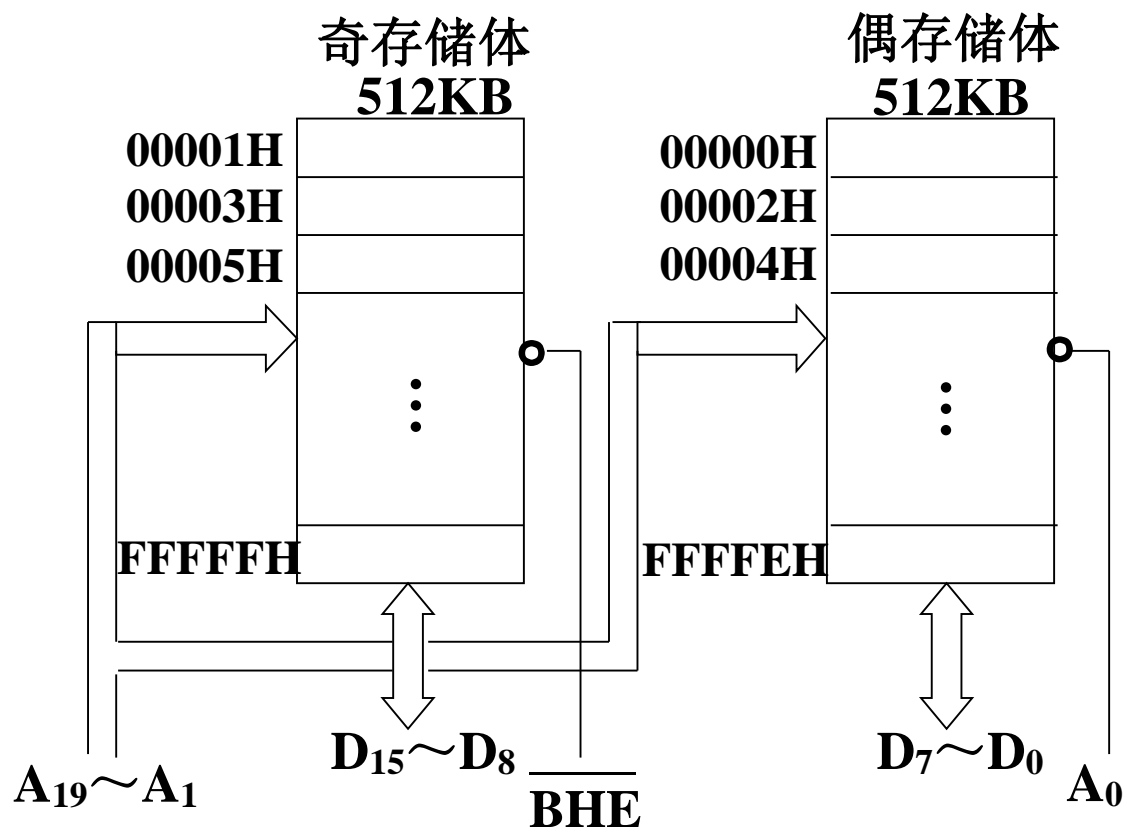 奇存储体
512KB
00001H
00003H
00005H
FFFFFH
偶存储体
512KB
00000H
00002H
00004H
FFFFEH
A₁₉～A₁
D₁₅～D₈
B̅H̅E̅
D₇～D₀
A₀